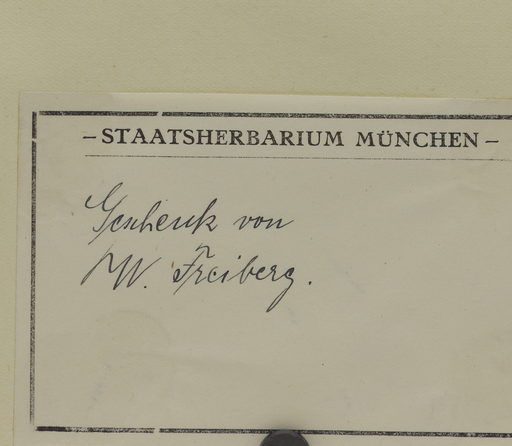 – STAATSHERBARIUM MÜNCHEN –
Geschenk von
W. Freiberg.